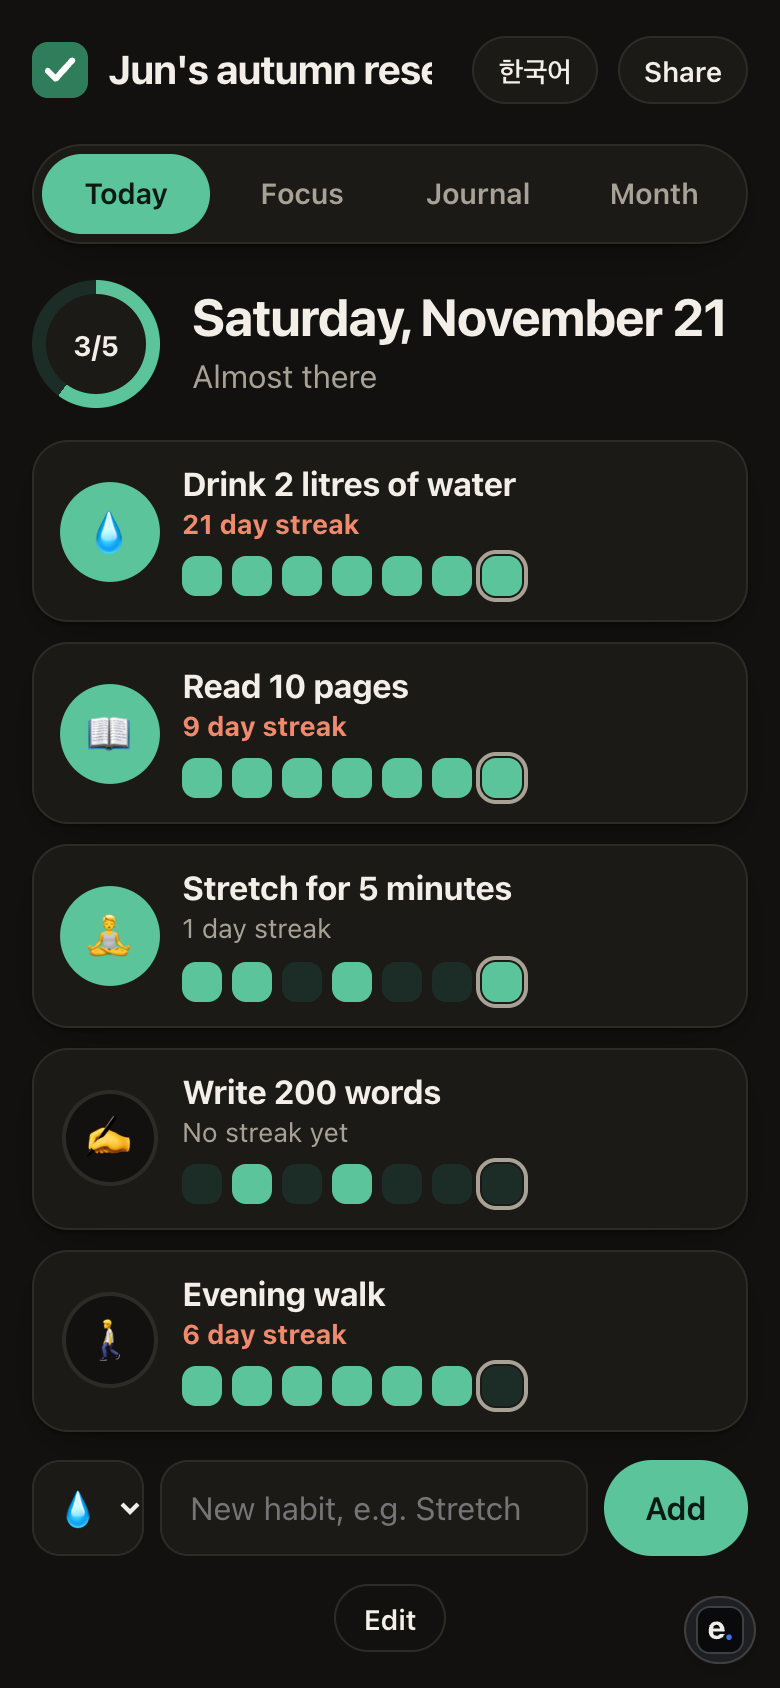 Jun's autumn rese
한국어
Share
Today
Focus
Journal
Month
3/5
Saturday, November 21
Almost there
Drink 2 litres of water
21 day streak
Read 10 pages
9 day streak
Stretch for 5 minutes
1 day streak
Write 200 words
No streak yet
Evening walk
6 day streak
New habit, e.g. Stretch
Add
Edit
e.